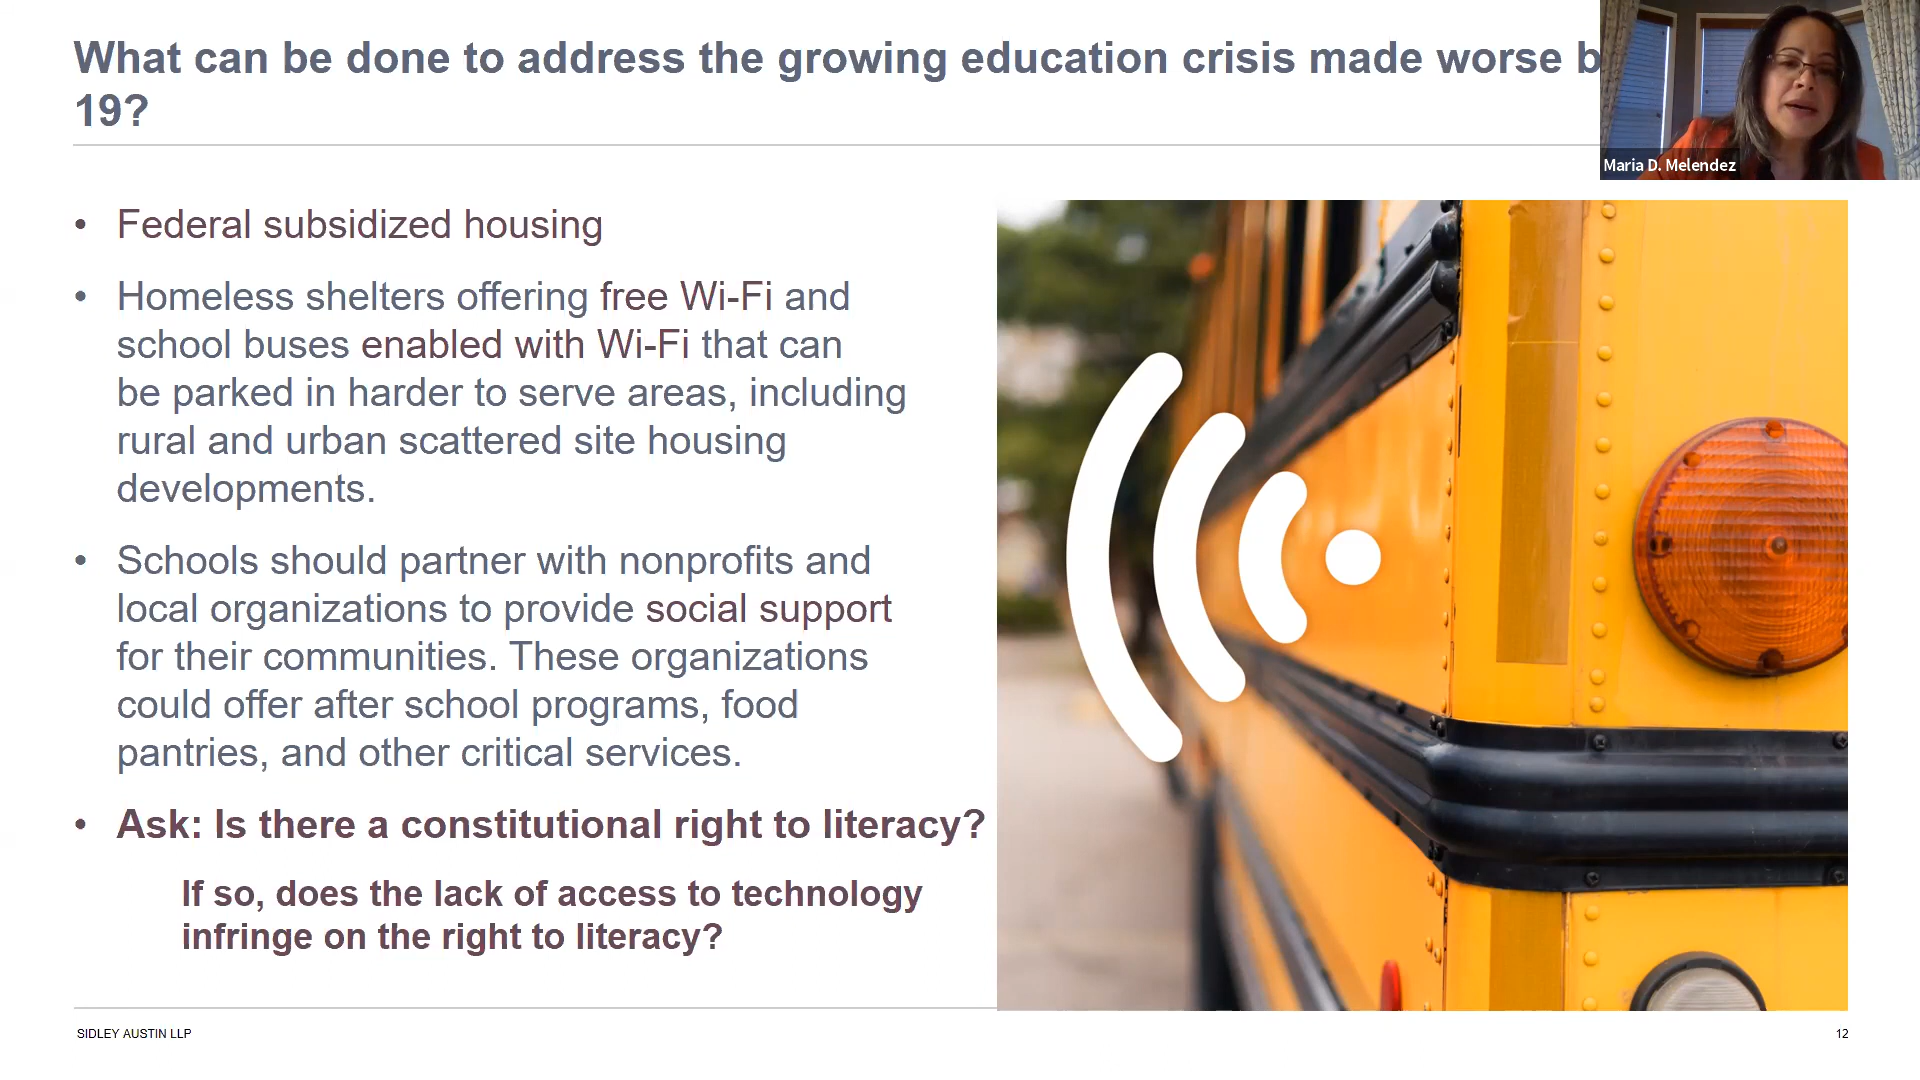 What can be done to address the growing education crisis made worse b
19?
Maria D. Melendez
• Federal subsidized housing
• Homeless shelters offering free Wi-Fi and
school buses enabled with Wi-Fi that can
be parked in harder to serve areas, including
rural and urban scattered site housing
developments.
• Schools should partner with nonprofits and
local organizations to provide social support
for their communities. These organizations
could offer after school programs, food
pantries, and other critical services.
• Ask: Is there a constitutional right to literacy?
If so, does the lack of access to technology
infringe on the right to literacy?
SIDLEY AUSTIN LLP
12